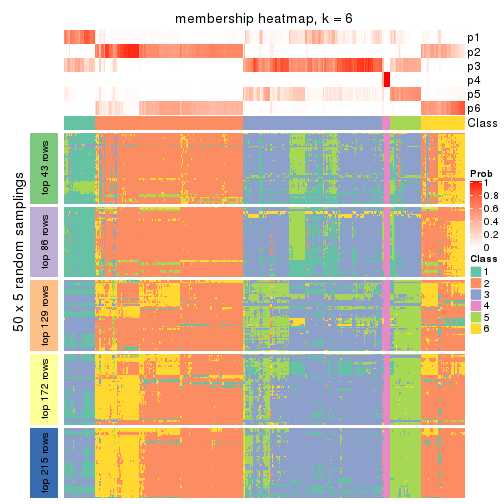 membership heatmap, k = 6
p1
p2
p3
p4
p5
p6
Class
50 x 5 random samplings
top 43 rows
top 86 rows
top 129 rows
top 172 rows
top 215 rows
Prob
1
0.8
0.6
0.4
0.2
0
Class
1
2
3
4
5
6